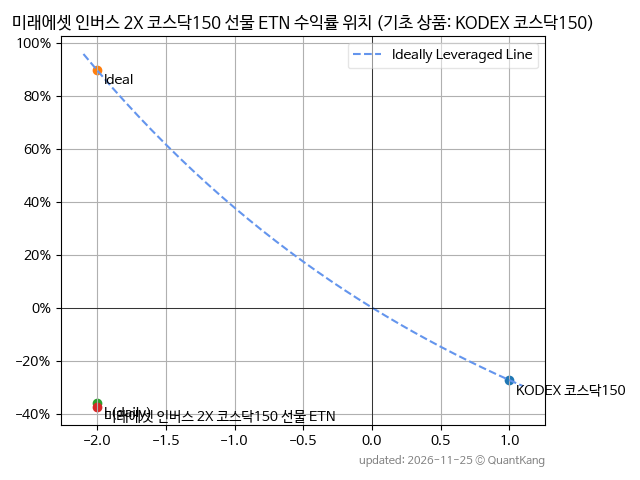 미래에셋 인버스 2X 코스닥150 선물 ETN 수익률 위치 (기초 상품: KODEX 코스닥150)
100%
Ideally Leveraged Line
Ideal
80%
60%
40%
20%
0%
−20%
KODEX 코스닥150
−40%
미래에셋 인버스 2X 코스닥150 선물 ETN
−2.0 −1.5 −1.0 −0.5 0.0 0.5 1.0
updated: 2026-11-25 © QuantKang